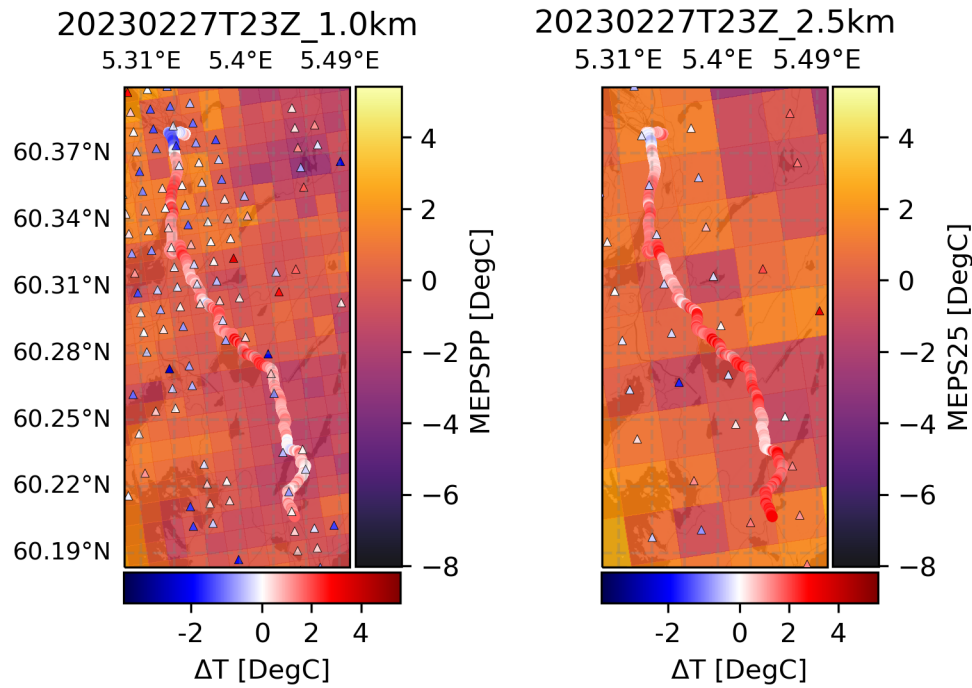 20230227T23Z_1.0km
5.31°E 5.4°E 5.49°E
60.37°N
60.34°N
60.31°N
60.28°N
60.25°N
60.22°N
60.19°N
4
2
0
−2
−4
−6
−8
MEPSPP [DegC]
-2 0 2 4
ΔT [DegC]
20230227T23Z_2.5km
5.31°E 5.4°E 5.49°E
4
2
0
−2
−4
−6
−8
MEPS25 [DegC]
-2 0 2 4
ΔT [DegC]